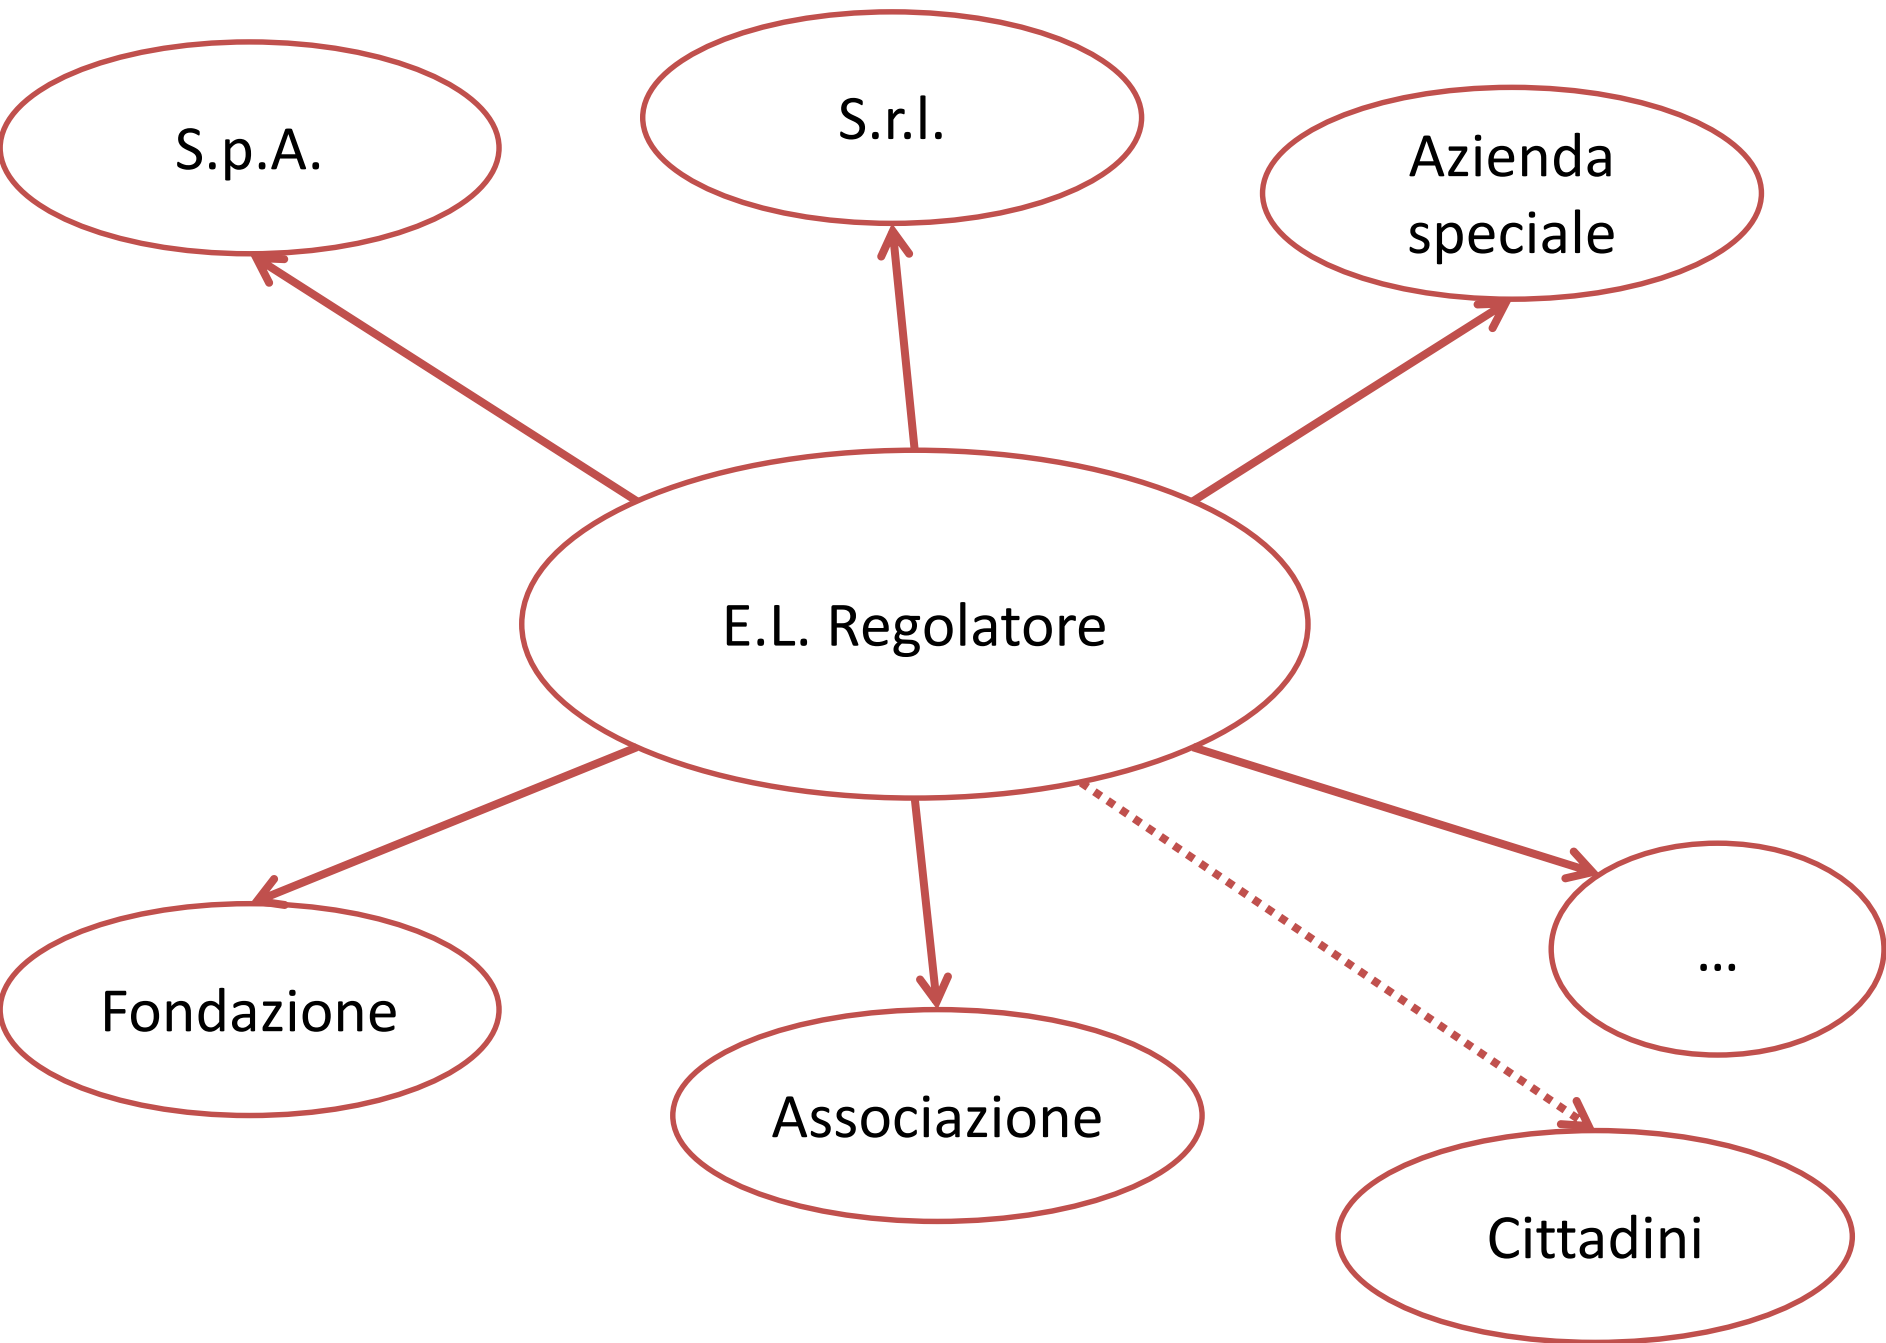 S.p.A.
S.r.l.
Azienda
speciale
E.L. Regolatore
Fondazione
Associazione
...
Cittadini